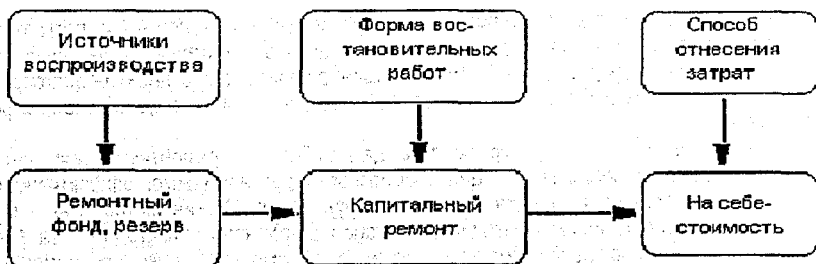 Источники
воспроизводства
Форма вос-
тановительных
работ
Способ
отнесения
затрат
Ремонтный
фонд, резерв
Капитальный
ремонт
На себе-
стоимость